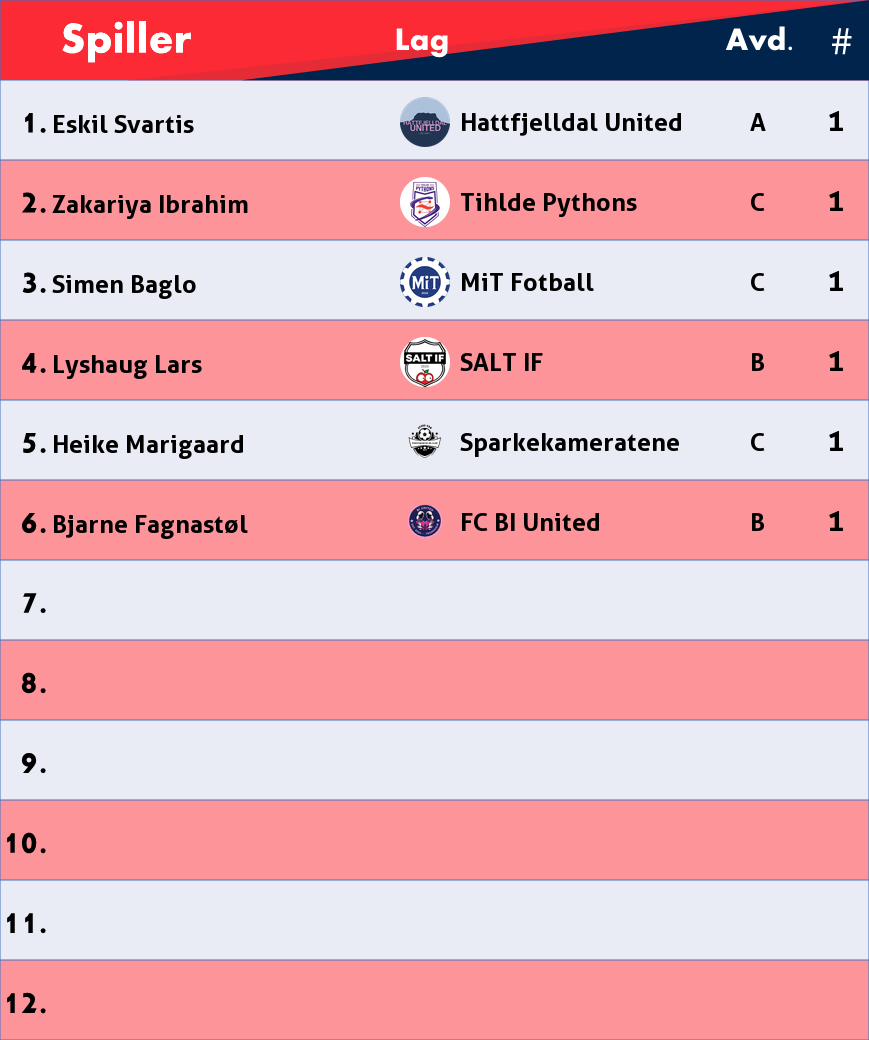 Spiller Lag Avd. #
1. Eskil Svartis HATTFJELLDAL UNITED Hattfjelldal United A 1
2. Zakariya Ibrahim PYTHONS Tihlde Pythons C 1
3. Simen Baglo MiT MiT Fotball C 1
4. Lyshaug Lars SALT IF SALT IF B 1
5. Heike Marigaard Sparkekameratene C 1
6. Bjarne Fagnastøl FC BI United B 1
7.
8.
9.
10.
11.
12.